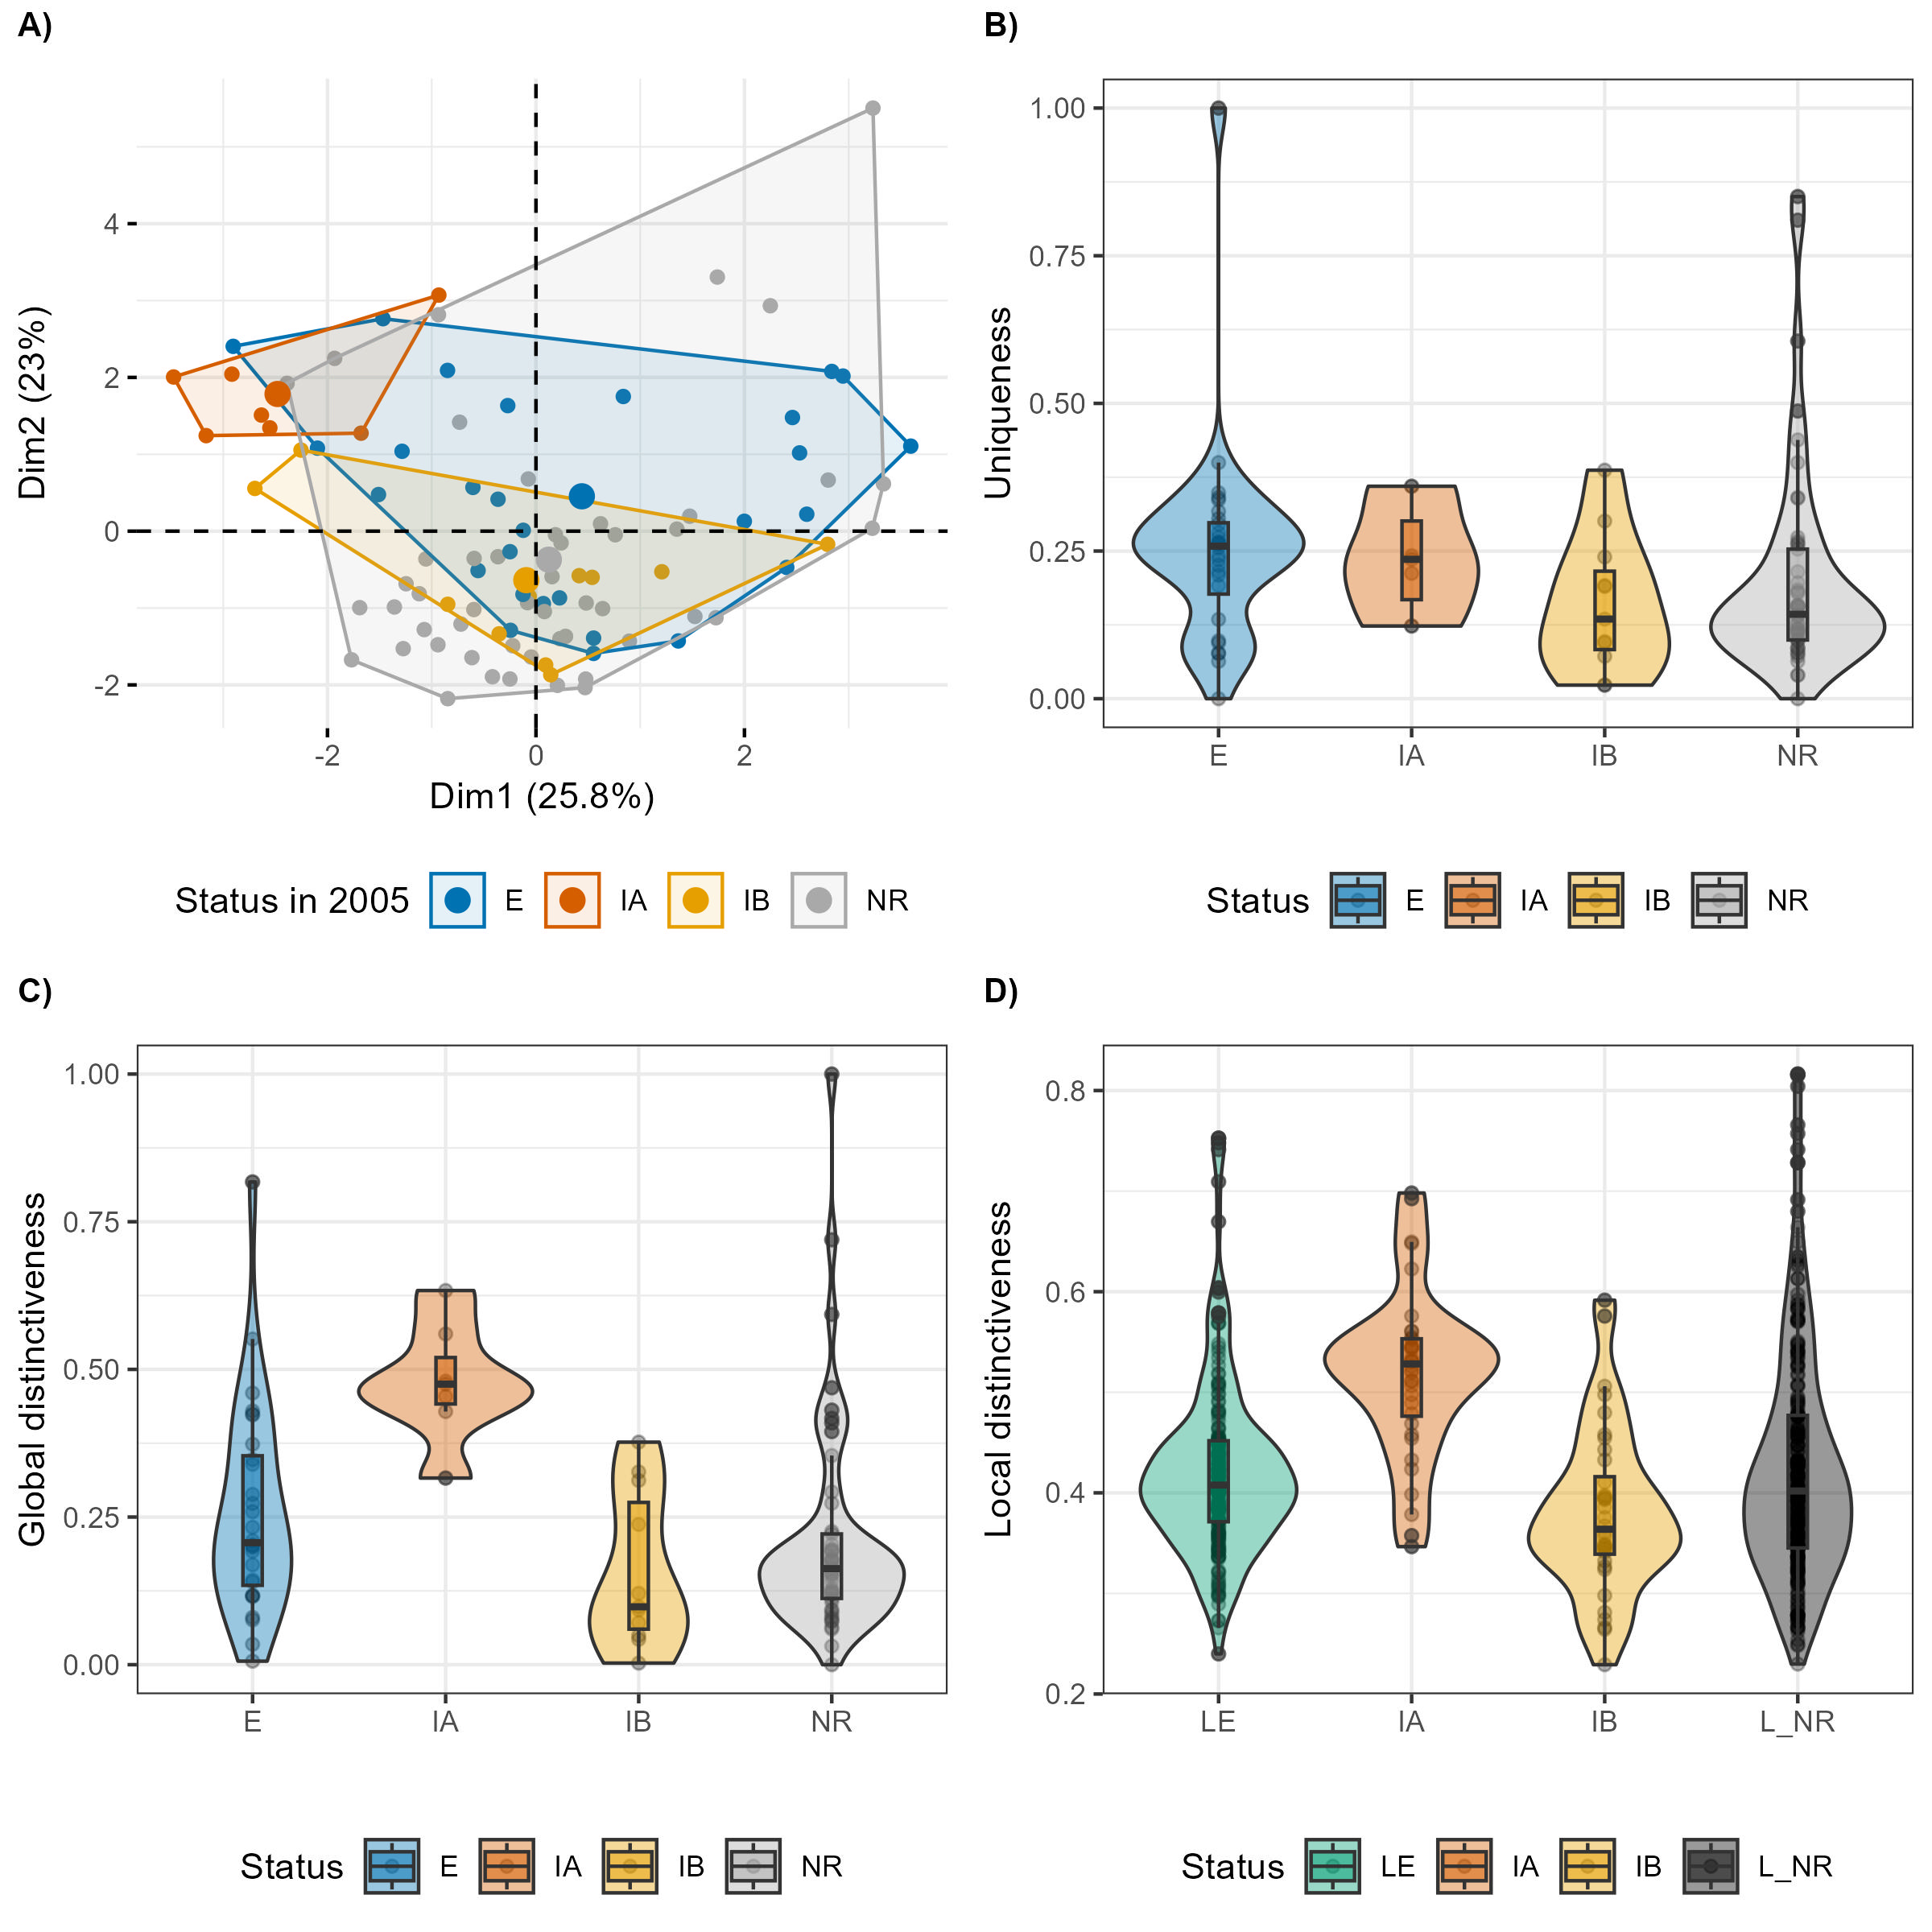 A)
4
2
0
-2
-2
0
2
Dim2 (23%)
Dim1 (25.8%)
Status in 2005 E IA IB NR
B)
1.00
0.75
0.50
0.25
0.00
Uniqueness
E IA IB NR
Status E IA IB NR
C)
1.00
0.75
0.50
0.25
0.00
Global distinctiveness
E IA IB NR
Status E IA IB NR
D)
0.8
0.6
0.4
0.2
Local distinctiveness
LE IA IB L_NR
Status LE IA IB L_NR